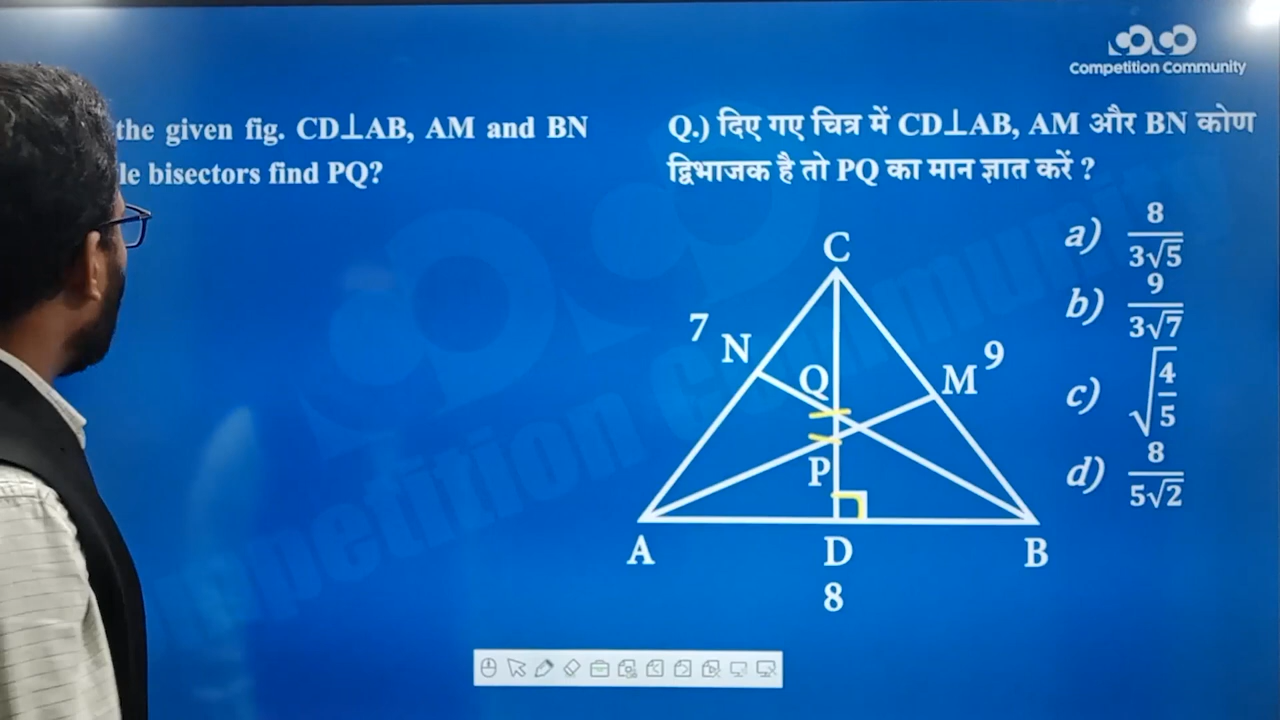 Competition Community
the given fig. CD⊥AB, AM and BN
bisectors find PQ?
Q.) दिए गए चित्र में CD⊥AB, AM और BN कोण
द्विभाजक है तो PQ का मान ज्ञात करें ?
a) 8/3√5
b) 9/3√7
c) √4/5
d) 8/5√2
C
7
N
Q
M
9
P
A
D
B
8